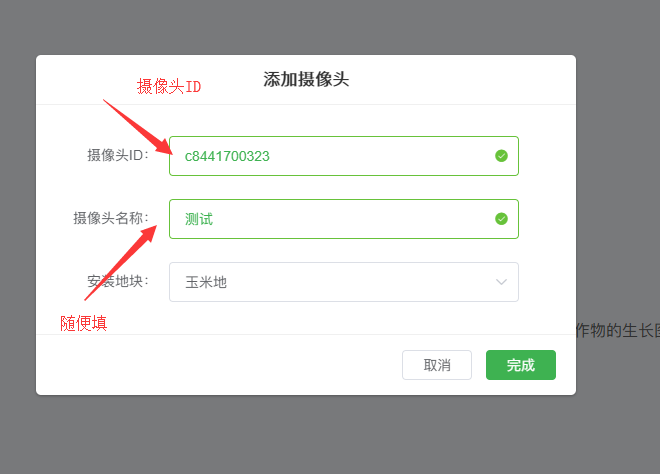 添加摄像头
摄像头ID
摄像头ID: c8441700323
摄像头名称: 测试
安装地块: 玉米地
随便填
作物的生长
取消 完成